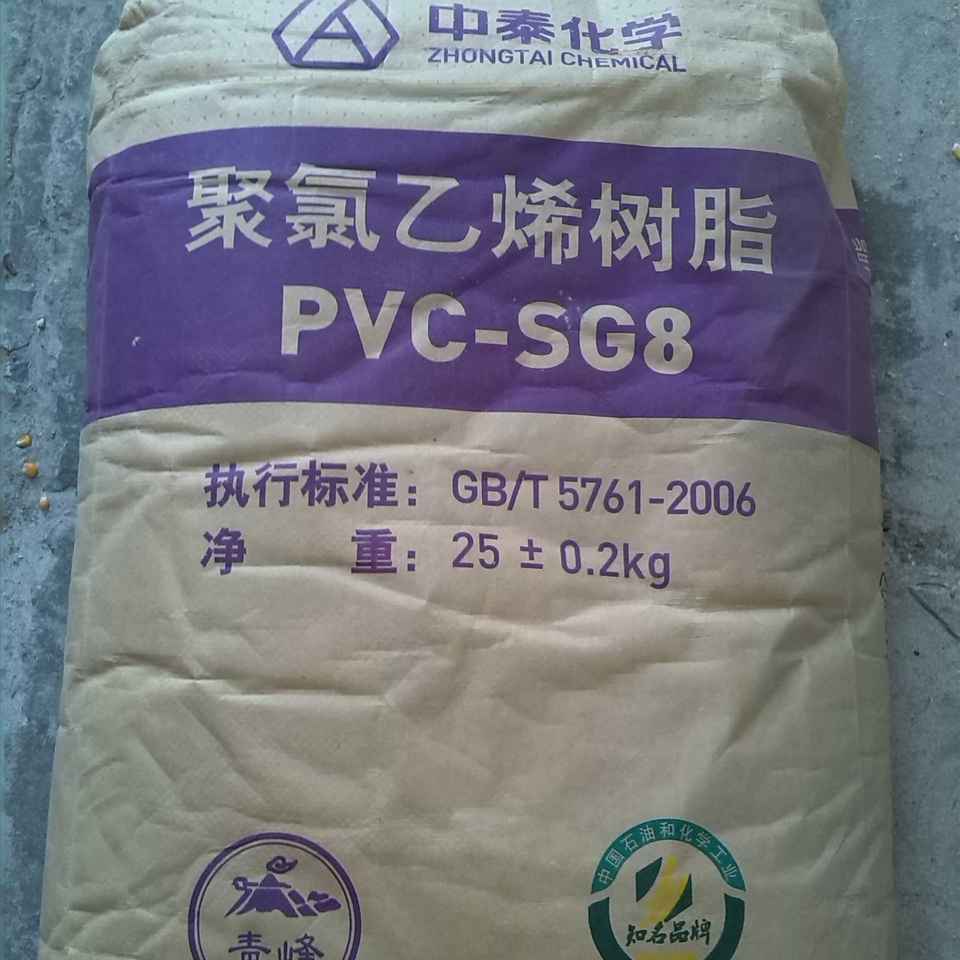 中泰化学
ZHONGTAI CHEMICAL
聚氯乙烯树脂
PVC-SG8
执行标准：GB/T 5761-2006
净 重：25 ± 0.2kg
青峰
中国石油和化学工业
知名品牌